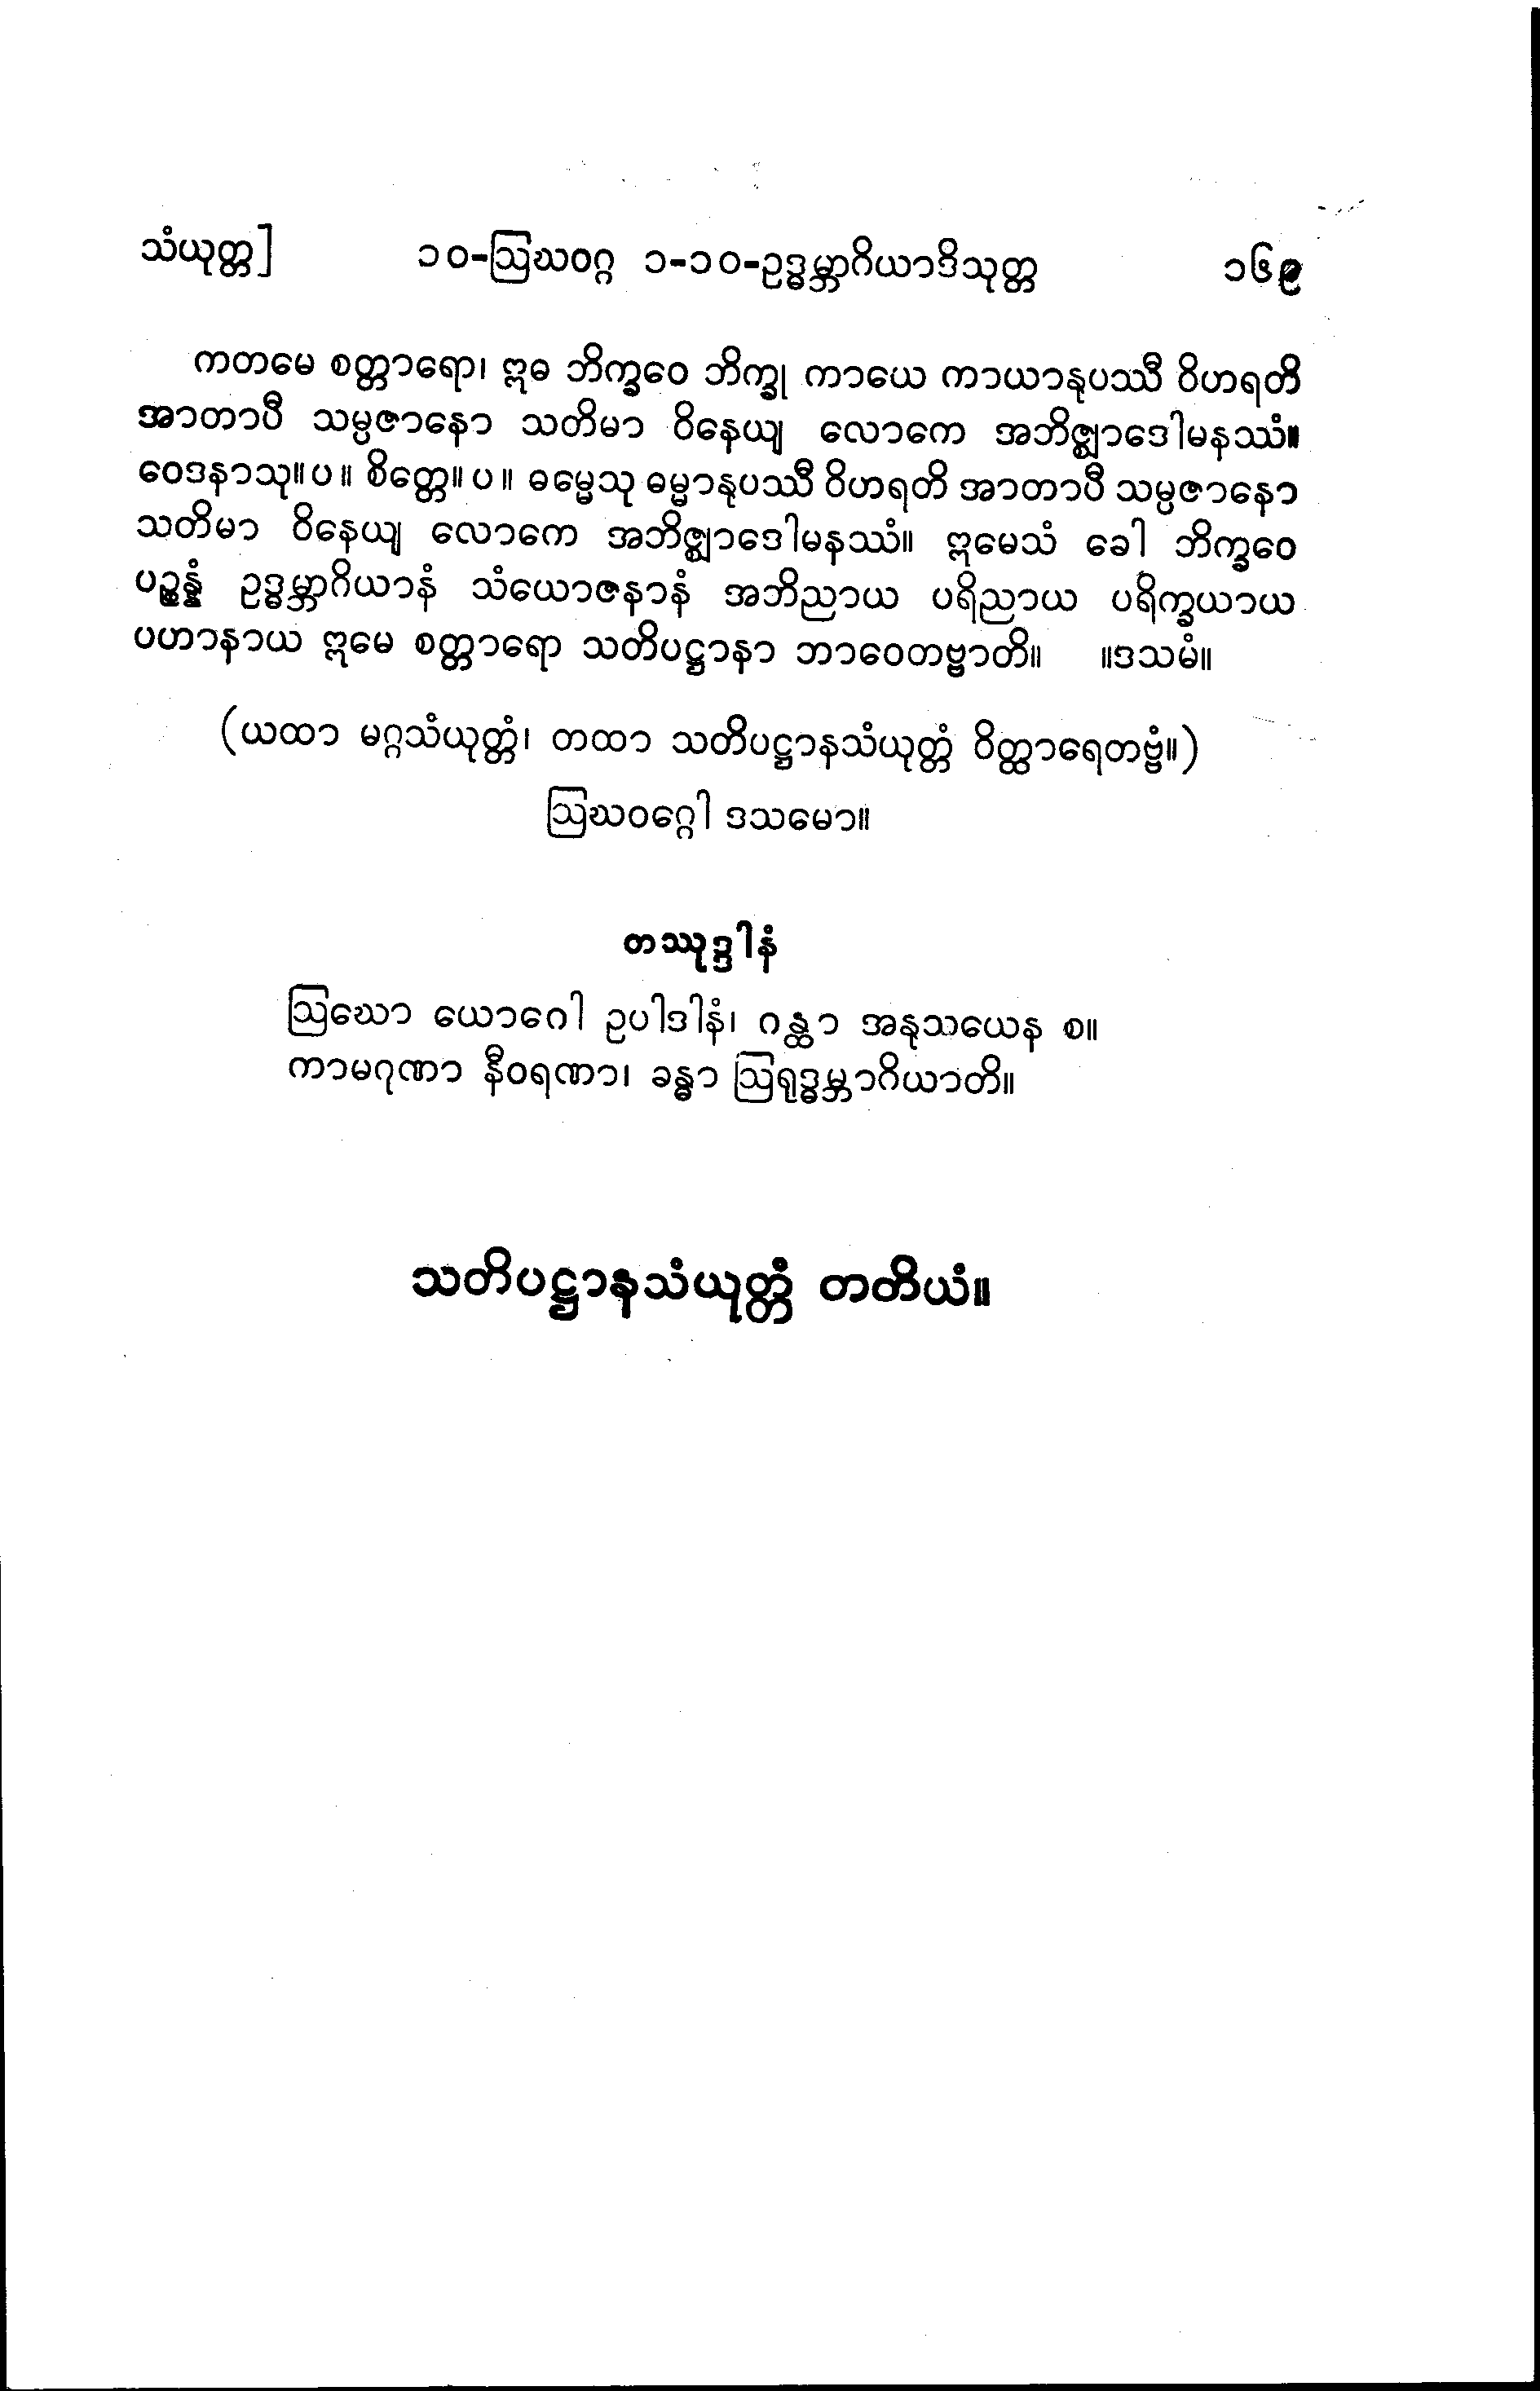 သံယုတ္တ] ၁၀-ဩဃဝဂ္ဂ ၁-၁၀-ဥဒ္ဓမ္ဘာဂိယာဒိသုတ္တ ၁၆၉
ကတမေ စတ္တာရော၊ ဣဓ ဘိက္ခဝေ ဘိက္ခု ကာယေ ကာယာနုပဿီ ဝိဟရတိ
အာတာပီ သမ္ပဇာနော သတိမာ ဝိနေယျ လောကေ အဘိဇ္ဈာဒေါမနဿံ။
ဝေဒနာသု။ပ။ စိတ္တေ။ပ။ ဓမ္မေသု ဓမ္မာနုပဿီ ဝိဟရတိ အာတာပီ သမ္ပဇာနော
သတိမာ ဝိနေယျ လောကေ အဘိဇ္ဈာဒေါမနဿံ။ ဣမေသံ ခေါ ဘိက္ခဝေ
ပဉ္စန္နံ ဥဒ္ဓမ္ဘာဂိယာနံ သံယောဇနာနံ အဘိညာယ ပရိညာယ ပရိက္ခယာယ
ပဟာနာယ ဣမေ စတ္တာရော သတိပဋ္ဌာနာ ဘာဝေတဗ္ဗာတိ။ ။ဒသမံ။
(ယထာ မဂ္ဂသံယုတ္တံ၊ တထာ သတိပဋ္ဌာနသံယုတ္တံ ဝိတ္ထာရေတဗ္ဗံ။)
ဩဃဝဂ္ဂေါ ဒသမော။
တဿုဒ္ဒါနံ
ဩဃော ယောဂေါ ဥပါဒါနံ၊ ဂန္ထာ အနုသယေန စ။
ကာမဂုဏာ နီဝရဏာ၊ ခန္ဓာ ဩရုဒ္ဓမ္ဘာဂိယာတိ။
သတိပဋ္ဌာနသံယုတ္တံ တတိယံ။